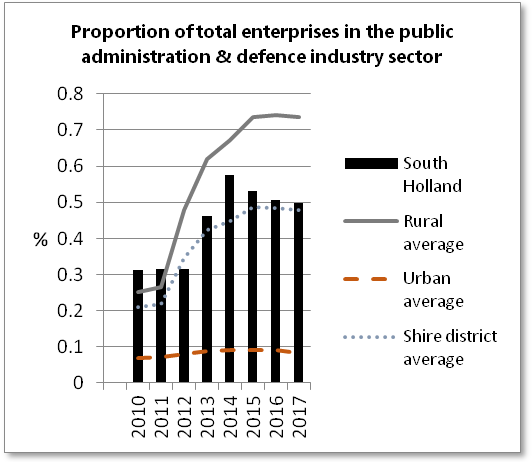 Proportion of total enterprises in the public
administration & defence industry sector
0.8
0.7
0.6
0.5
0.4
0.3
0.2
0.1
0
%
2010
2011
2012
2013
2014
2015
2016
2017
South
Holland
Rural
average
Urban
average
Shire district
average